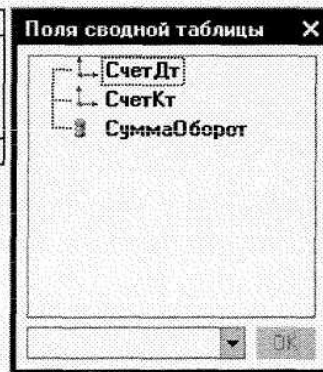 Поля сводной таблицы
СчетДт
СчетКт
СуммаОборот
OK